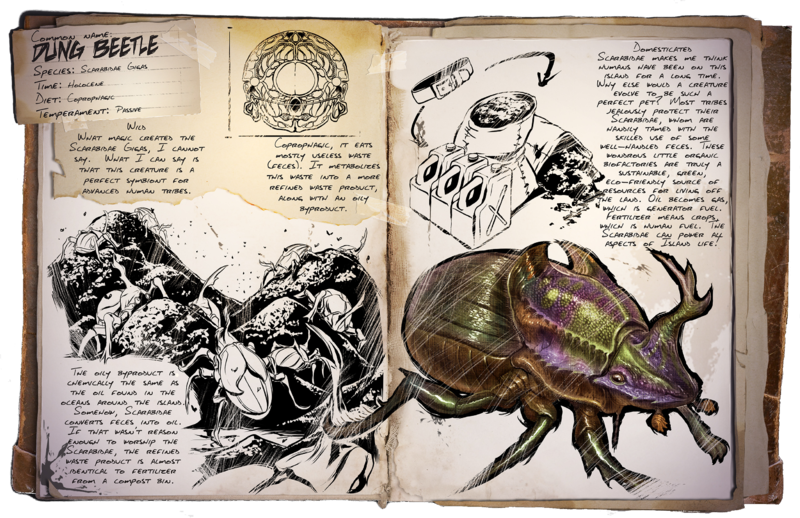 Common name:
Dung Beetle
Species: Scarabidae Gigas
Time: Holocene
Diet: Coprophagic
Temperament: Passive
Wild
What magic created the
Scarabidae Gigas, I cannot
say. What I can say is
that this creature is a
perfect symbiont for
advanced human tribes.
Coprophagic, it eats
mostly useless waste
(feces). It metabolizes
this waste into a more
refined waste product,
along with an oily
byproduct.
The oily byproduct is
chemically the same as
the oil found in the
oceans around the island.
Somehow, Scarabidae
converts feces into oil.
If that wasn't reason
enough to worship the
Scarabidae, the refined
waste product is almost
identical to fertilizer
from a compost bin.
Domesticated
Scarabidae makes me think
humans have been on this
island for a long time.
Why else would a creature
evolve to be such a
perfect pet? Most tribes
jealously protect their
Scarabidae, whom are
handily tamed with the
skilled use of some
well-handled feces. These
wondrous little organic
biofactories are truly a
sustainable, green,
eco-friendly source of
resources for living off
the land. Oil becomes gas,
which is generator fuel.
Fertilizer means crops,
which is human fuel. The
Scarabidae can power all
aspects of Island life!